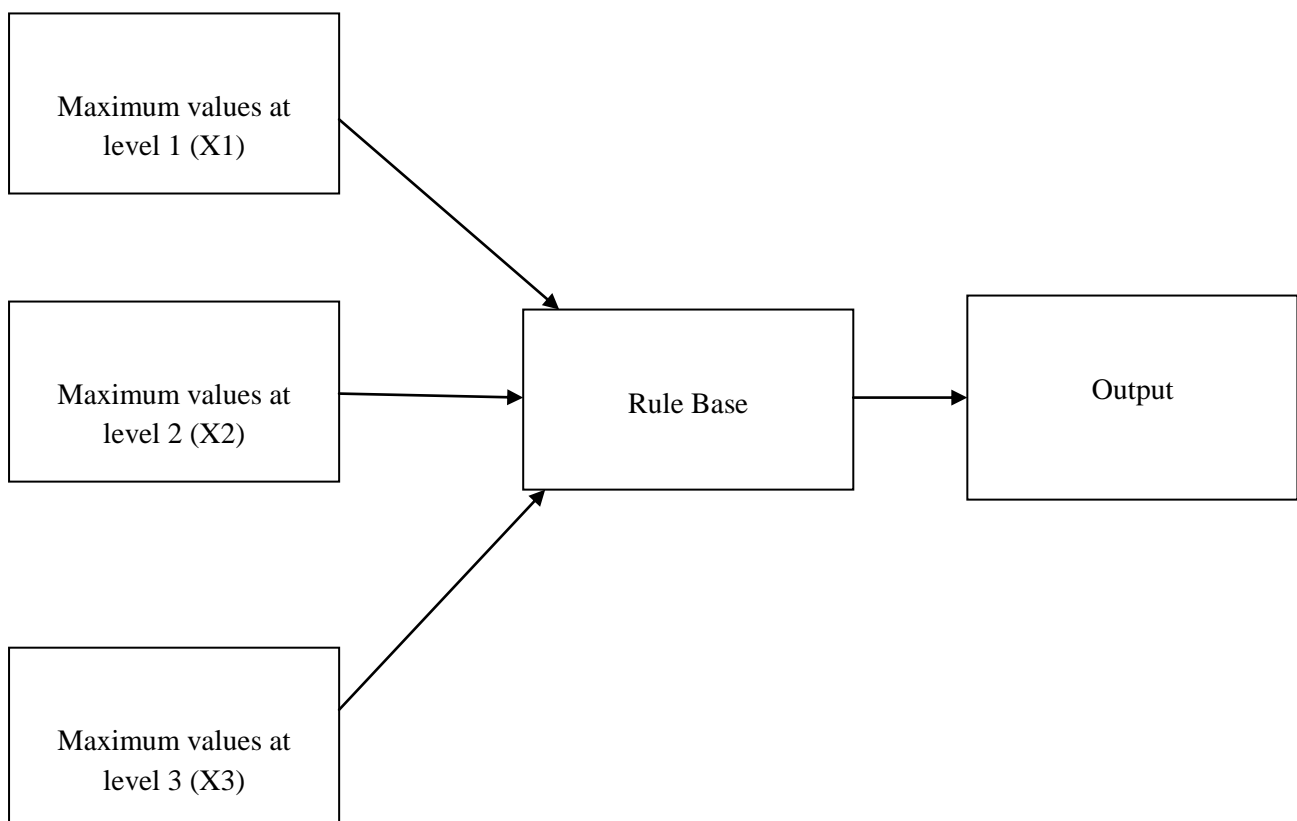 Maximum values at
level 1 (X1)
Maximum values at
level 2 (X2)
Rule Base
Output
Maximum values at
level 3 (X3)